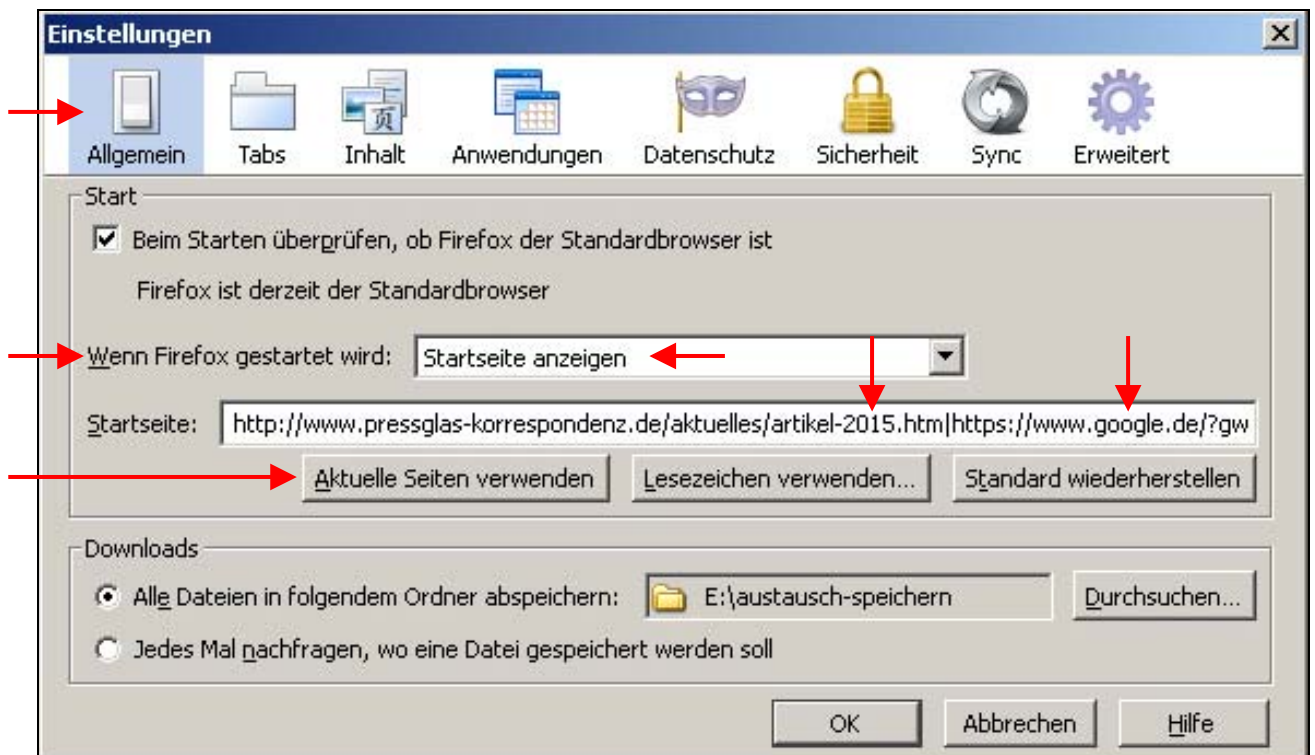 Einstellungen
Allgemein Tabs Inhalt Anwendungen Datenschutz Sicherheit Sync Erweitert
页
Start
Beim Starten überprüfen, ob Firefox der Standardbrowser ist
Firefox ist derzeit der Standardbrowser
Wenn Firefox gestartet wird: Startseite anzeigen
Startseite: http://www.pressglas-korrespondenz.de/aktuelles/artikel-2015.htm|https://www.google.de/?gw
Aktuelle Seiten verwenden Lesezeichen verwenden... Standard wiederherstellen
Downloads
Alle Dateien in folgendem Ordner abspeichern: E:\austausch-speichern Durchsuchen...
Jedes Mal nachfragen, wo eine Datei gespeichert werden soll
OK Abbrechen Hilfe